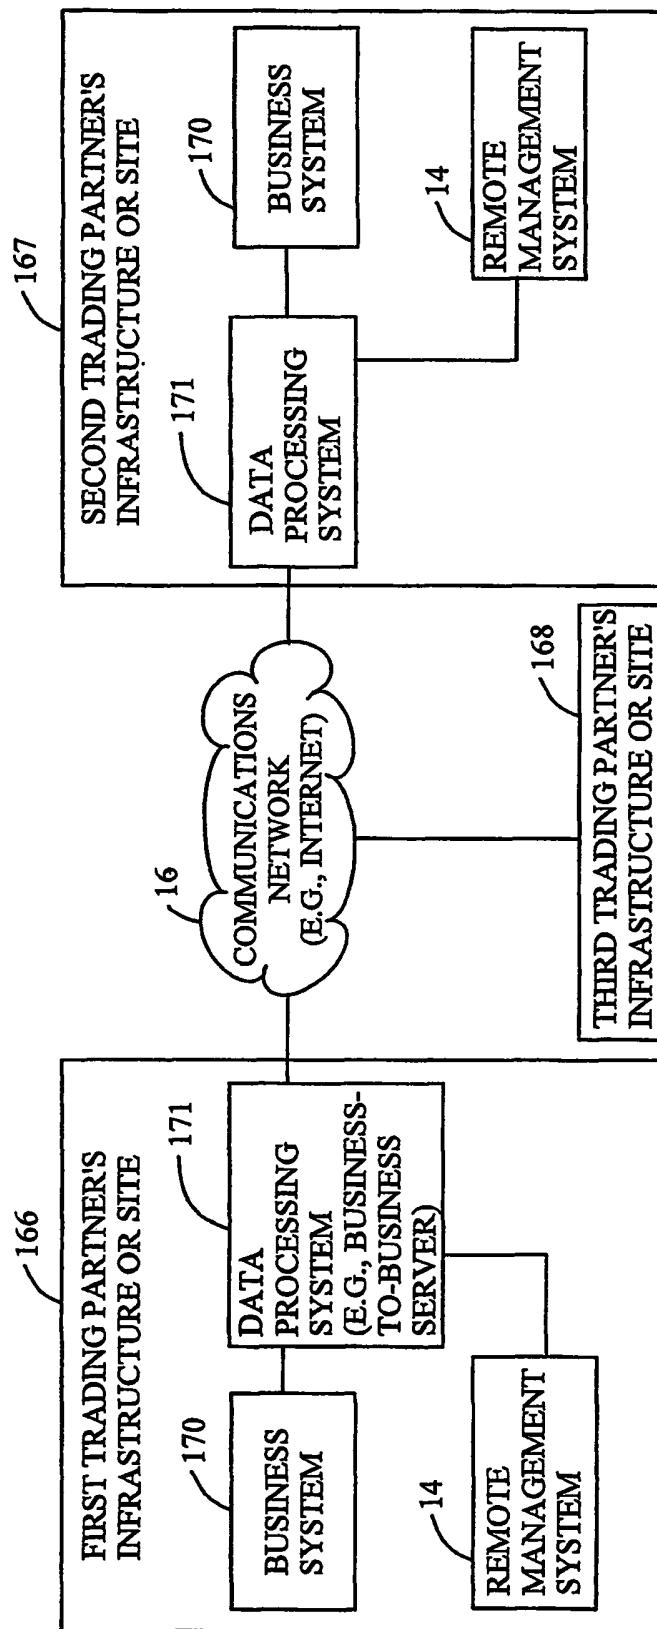 166
FIRST TRADING PARTNER'S
INFRASTRUCTURE OR SITE
170
BUSINESS
SYSTEM
171
DATA
PROCESSING
SYSTEM
(E.G., BUSINESS-
TO-BUSINESS
SERVER)
14
REMOTE
MANAGEMENT
SYSTEM
16
COMMUNICATIONS
NETWORK
(E.G., INTERNET)
168
THIRD TRADING PARTNER'S
INFRASTRUCTURE OR SITE
167
SECOND TRADING PARTNER'S
INFRASTRUCTURE OR SITE
171
DATA
PROCESSING
SYSTEM
170
BUSINESS
SYSTEM
14
REMOTE
MANAGEMENT
SYSTEM